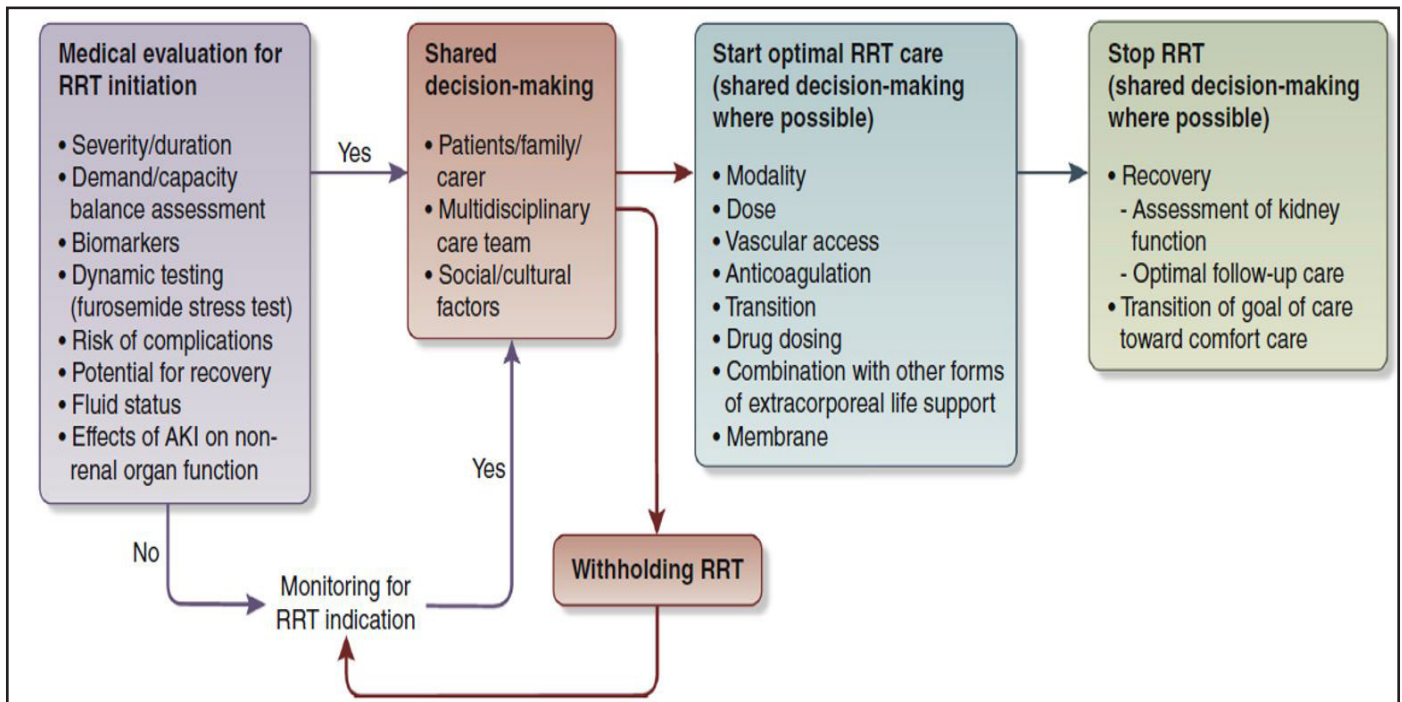 Medical evaluation for
RRT initiation
• Severity/duration
• Demand/capacity
balance assessment
• Biomarkers
• Dynamic testing
(furosemide stress test)
• Risk of complications
• Potential for recovery
• Fluid status
• Effects of AKI on non-
renal organ function
Yes
Shared
decision-making
• Patients/family/
carer
• Multidisciplinary
care team
• Social/cultural
factors
Start optimal RRT care
(shared decision-making
where possible)
• Modality
• Dose
• Vascular access
• Anticoagulation
• Transition
• Drug dosing
• Combination with other forms
of extracorporeal life support
• Membrane
Stop RRT
(shared decision-making
where possible)
• Recovery
- Assessment of kidney
function
- Optimal follow-up care
• Transition of goal of care
toward comfort care
No
Monitoring for
RRT indication
Yes
Withholding RRT